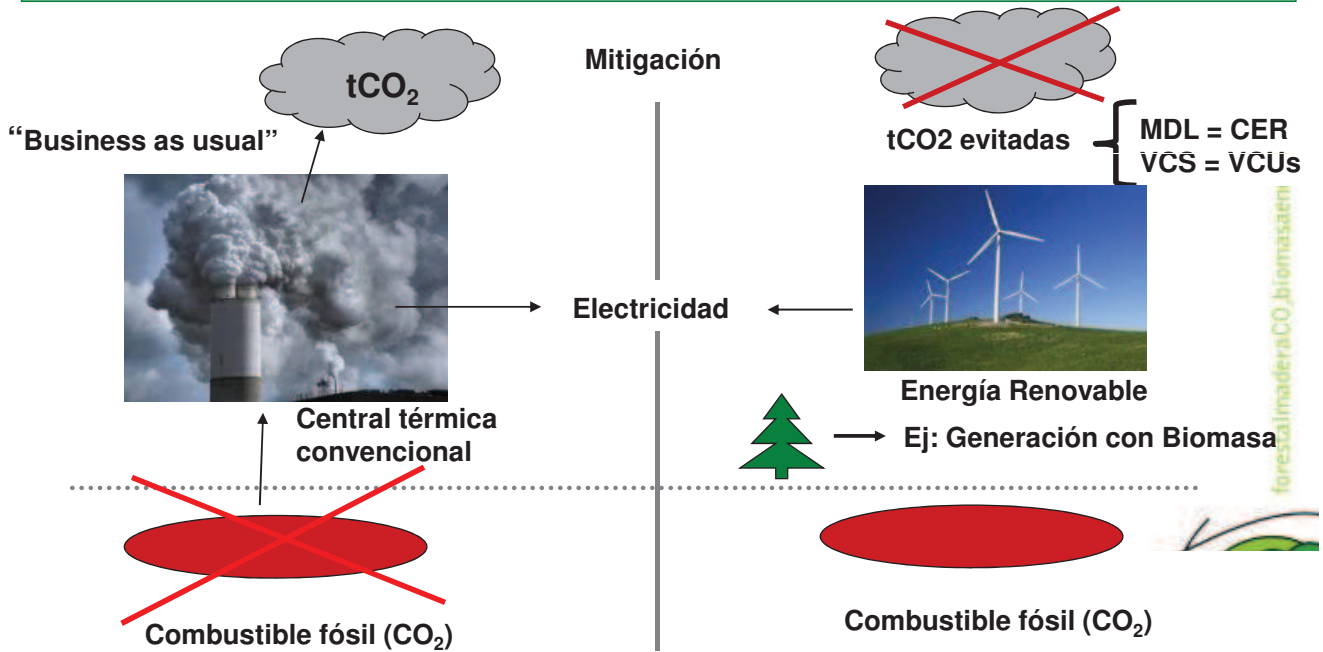 Mitigación
tCO₂
“Business as usual”
tCO2 evitadas
MDL = CER
VCS = VCUs
Electricidad
Central térmica
convencional
Energía Renovable
Ej: Generación con Biomasa
Combustible fósil (CO₂)
Combustible fósil (CO₂)
forestalmaderaCO₂biomasaen